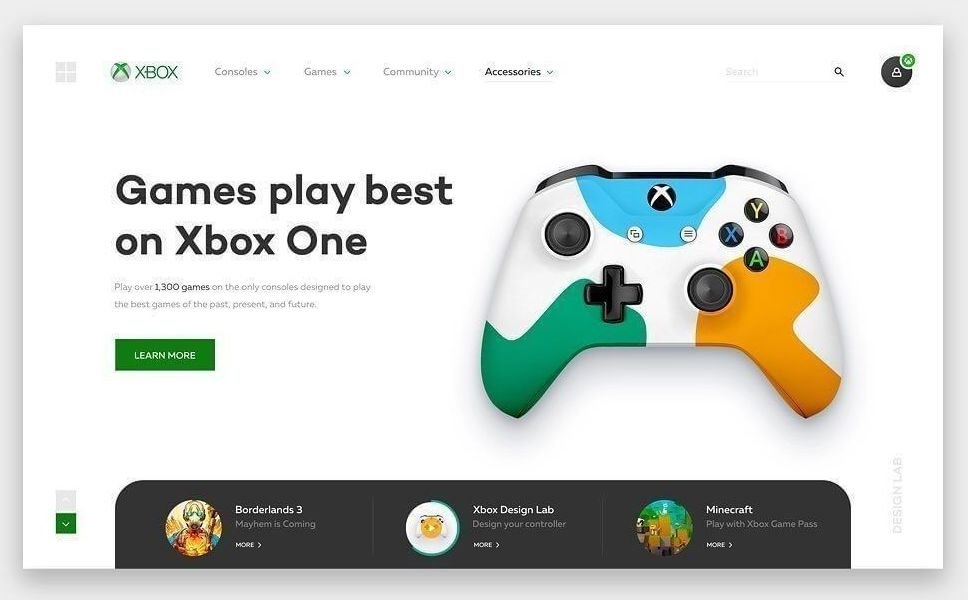 XBOX
Consoles
Games
Community
Accessories
Search
Games play best
on Xbox One
Play over 1,300 games on the only consoles designed to play
the best games of the past, present, and future.
LEARN MORE
Y
X
B
A
DESIGN LAB
Borderlands 3
Mayhem is Coming
MORE
Xbox Design Lab
Design your controller
MORE
Minecraft
Play with Xbox Game Pass
MORE